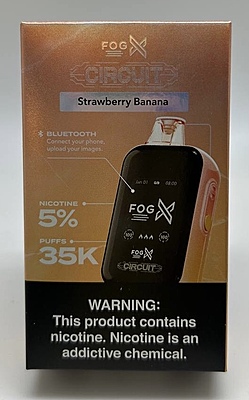 FOG X
CIRCUIT
Strawberry Banana
BLUETOOTH
Connect your phone,
upload your images.
FOG X
NICOTINE
5%
PUFFS
35K
FOG X
CIRCUIT
WARNING:
This product contains
nicotine. Nicotine is an
addictive chemical.